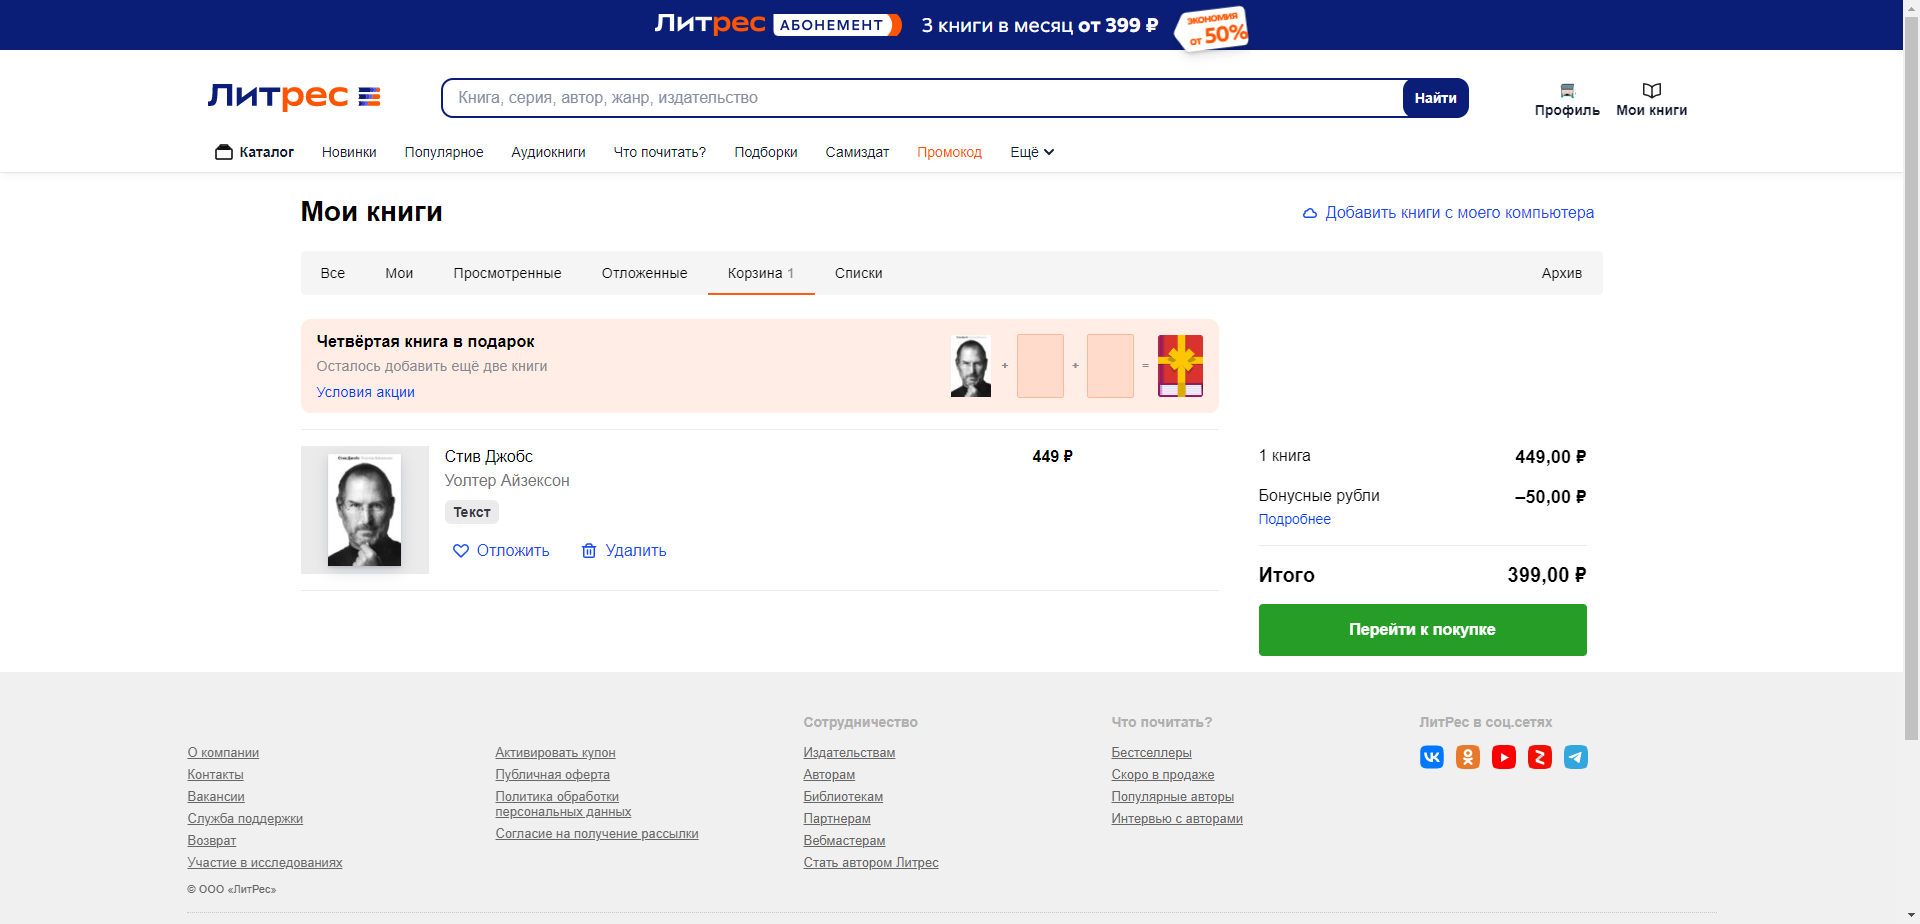 Литрес АБОНЕМЕНТ 3 книги в месяц от 399 ₽ ЭКОНОМИЯ от 50%
Литрес
Книга, серия, автор, жанр, издательство
Найти
Профиль
Мои книги
Каталог Новинки Популярное Аудиокниги Что почитать? Подборки Самиздат Промокод Ещё
Мои книги
Добавить книги с моего компьютера
Все Мои Просмотренные Отложенные Корзина 1 Списки Архив
Четвёртая книга в подарок
Осталось добавить ещё две книги
Условия акции
+ + =
Стив Джобс
449 ₽
Уолтер Айзексон
Текст
Отложить Удалить
1 книга 449,00 ₽
Бонусные рубли –50,00 ₽
Подробнее
Итого 399,00 ₽
Перейти к покупке
О компании
Контакты
Вакансии
Служба поддержки
Возврат
Участие в исследованиях
© ООО «ЛитРес»
Активировать купон
Публичная оферта
Политика обработки
персональных данных
Согласие на получение рассылки
Сотрудничество
Издательствам
Авторам
Библиотекам
Партнерам
Вебмастерам
Стать автором Литрес
Что почитать?
Бестселлеры
Скоро в продаже
Популярные авторы
Интервью с авторами
ЛитРес в соц.сетях